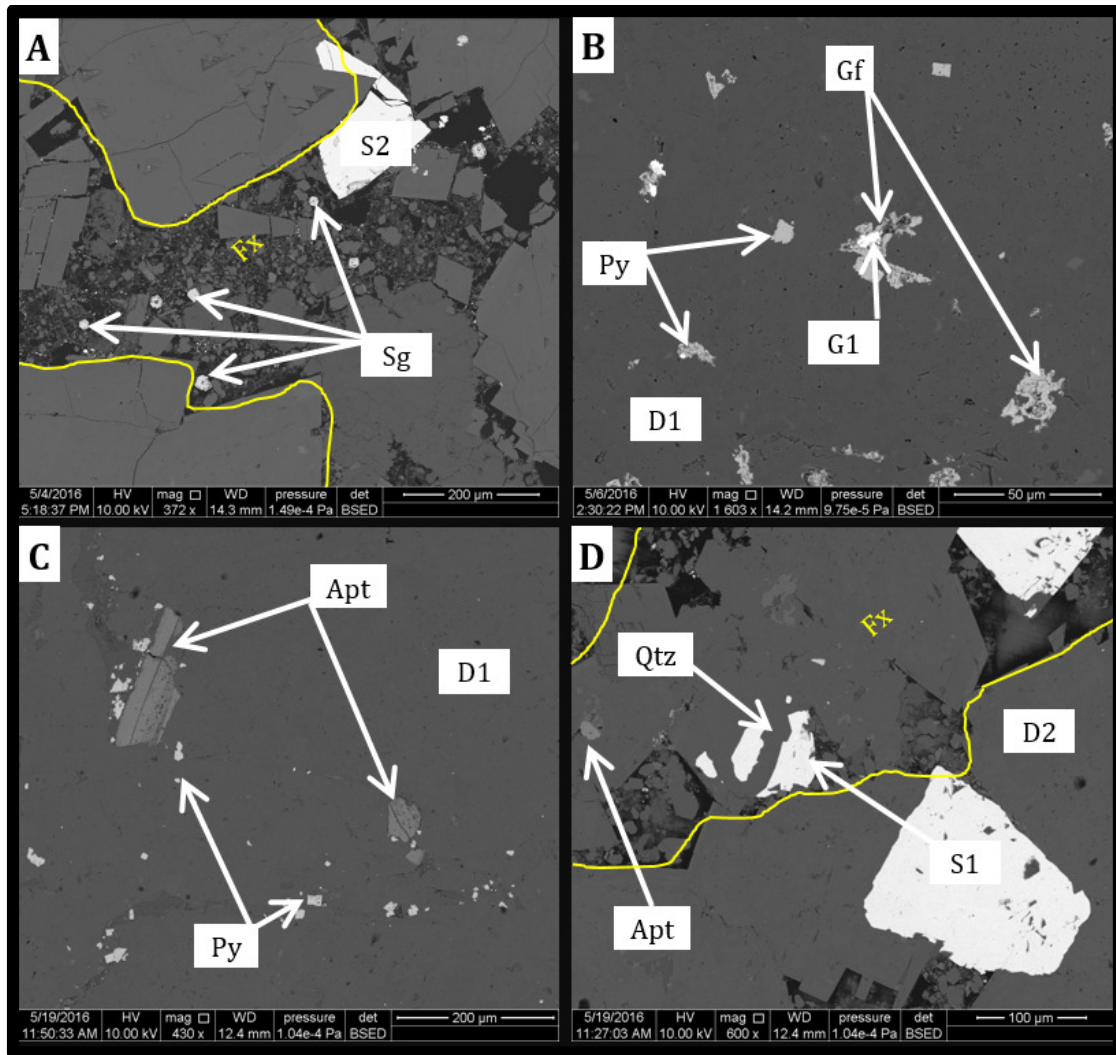 A
S2
Fx
Sg
5/4/2016 HV mag □ WD pressure det 200 µm
5:18:37 PM 10.00 kV 372 x 14.3 mm 1.49e-4 Pa BSED
B
Gf
Py
G1
D1
5/6/2016 HV mag □ WD pressure det 50 µm
2:30:22 PM 10.00 kV 1 603 x 14.2 mm 9.75e-5 Pa BSED
C
Apt
D1
Py
5/19/2016 HV mag □ WD pressure det 200 µm
11:50:33 AM 10.00 kV 430 x 12.4 mm 1.04e-4 Pa BSED
D
Fx
Qtz
D2
S1
Apt
5/19/2016 HV mag □ WD pressure det 100 µm
11:27:03 AM 10.00 kV 600 x 12.4 mm 1.04e-4 Pa BSED